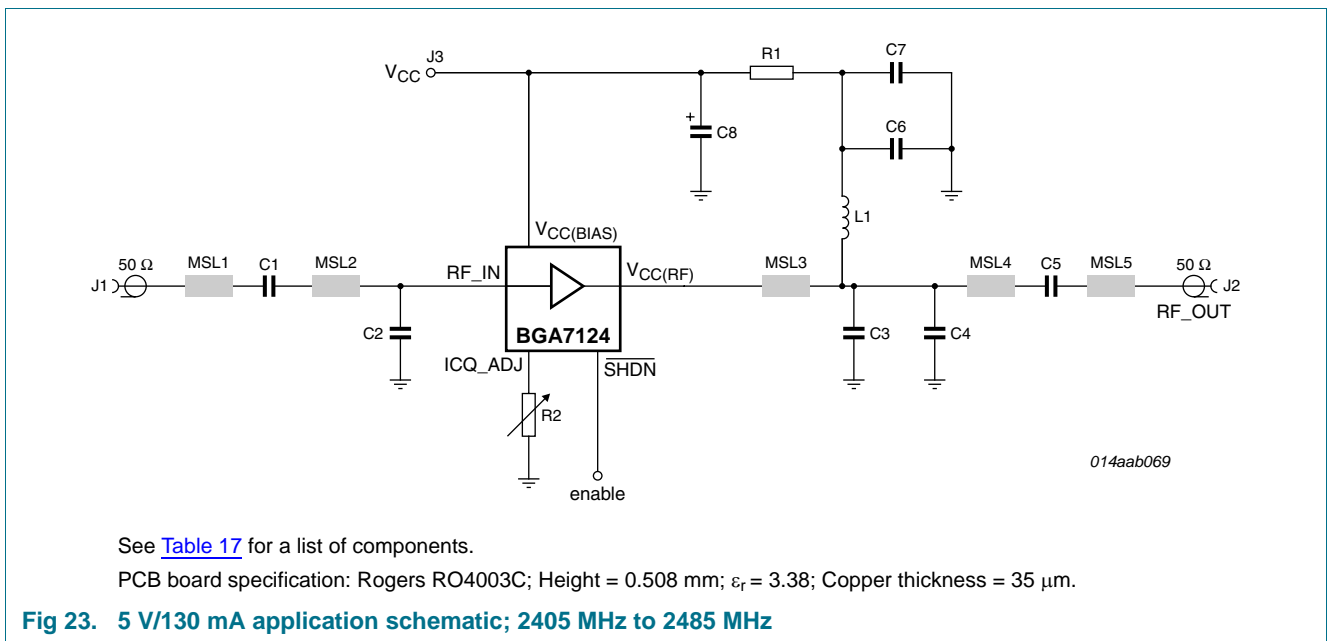 V_CC J3
R1
C7
C8
+
C6
L1
V_CC(BIAS)
J1 50 Ω MSL1 C1 MSL2 RF_IN V_CC(RF) MSL3 MSL4 C5 MSL5 50 Ω J2
RF_OUT
C2 BGA7124 C3 C4
ICQ_ADJ SHDN
R2
enable
014aab069
See Table 17 for a list of components.
PCB board specification: Rogers RO4003C; Height = 0.508 mm; εr = 3.38; Copper thickness = 35 μm.
Fig 23. 5 V/130 mA application schematic; 2405 MHz to 2485 MHz